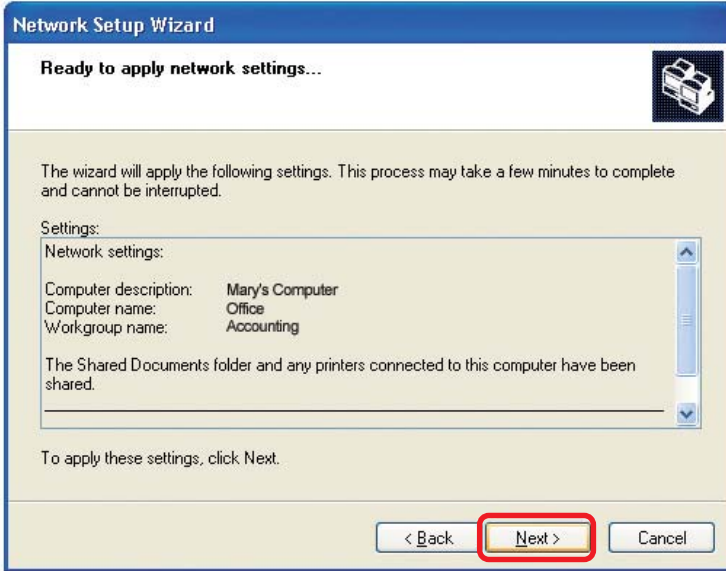 Network Setup Wizard
Ready to apply network settings...
The wizard will apply the following settings. This process may take a few minutes to complete
and cannot be interrupted.
Settings:
Network settings:
Computer description: Mary's Computer
Computer name: Office
Workgroup name: Accounting
The Shared Documents folder and any printers connected to this computer have been
shared.
To apply these settings, click Next.
< Back Next > Cancel